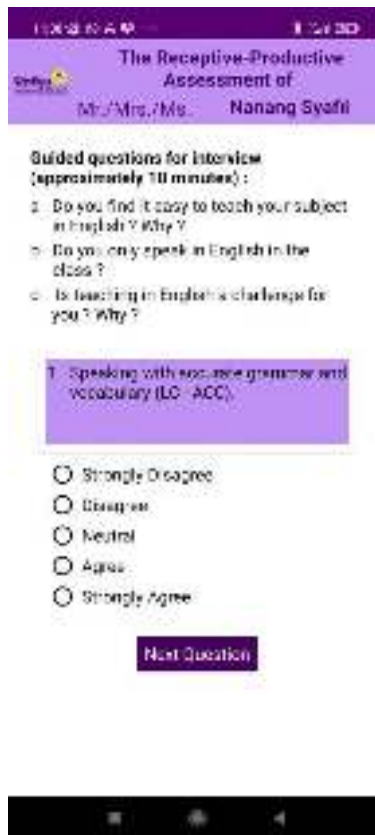 The Receptive-Productive
Assessment of
Mr./Mrs./Ms. Nanang Syafii
Guided questions for interview
(approximately 10 minutes) :
a Do you find it easy to teach your subject
in English ? Why ?
b Do you only speak in English in the
class ?
c Is teaching in English a challenge for
you ? Why ?
1 Speaking with accurate grammar and
vocabulary (LC - ACC).
Strongly Disagree
Disagree
Neutral
Agree
Strongly Agree
Next Question